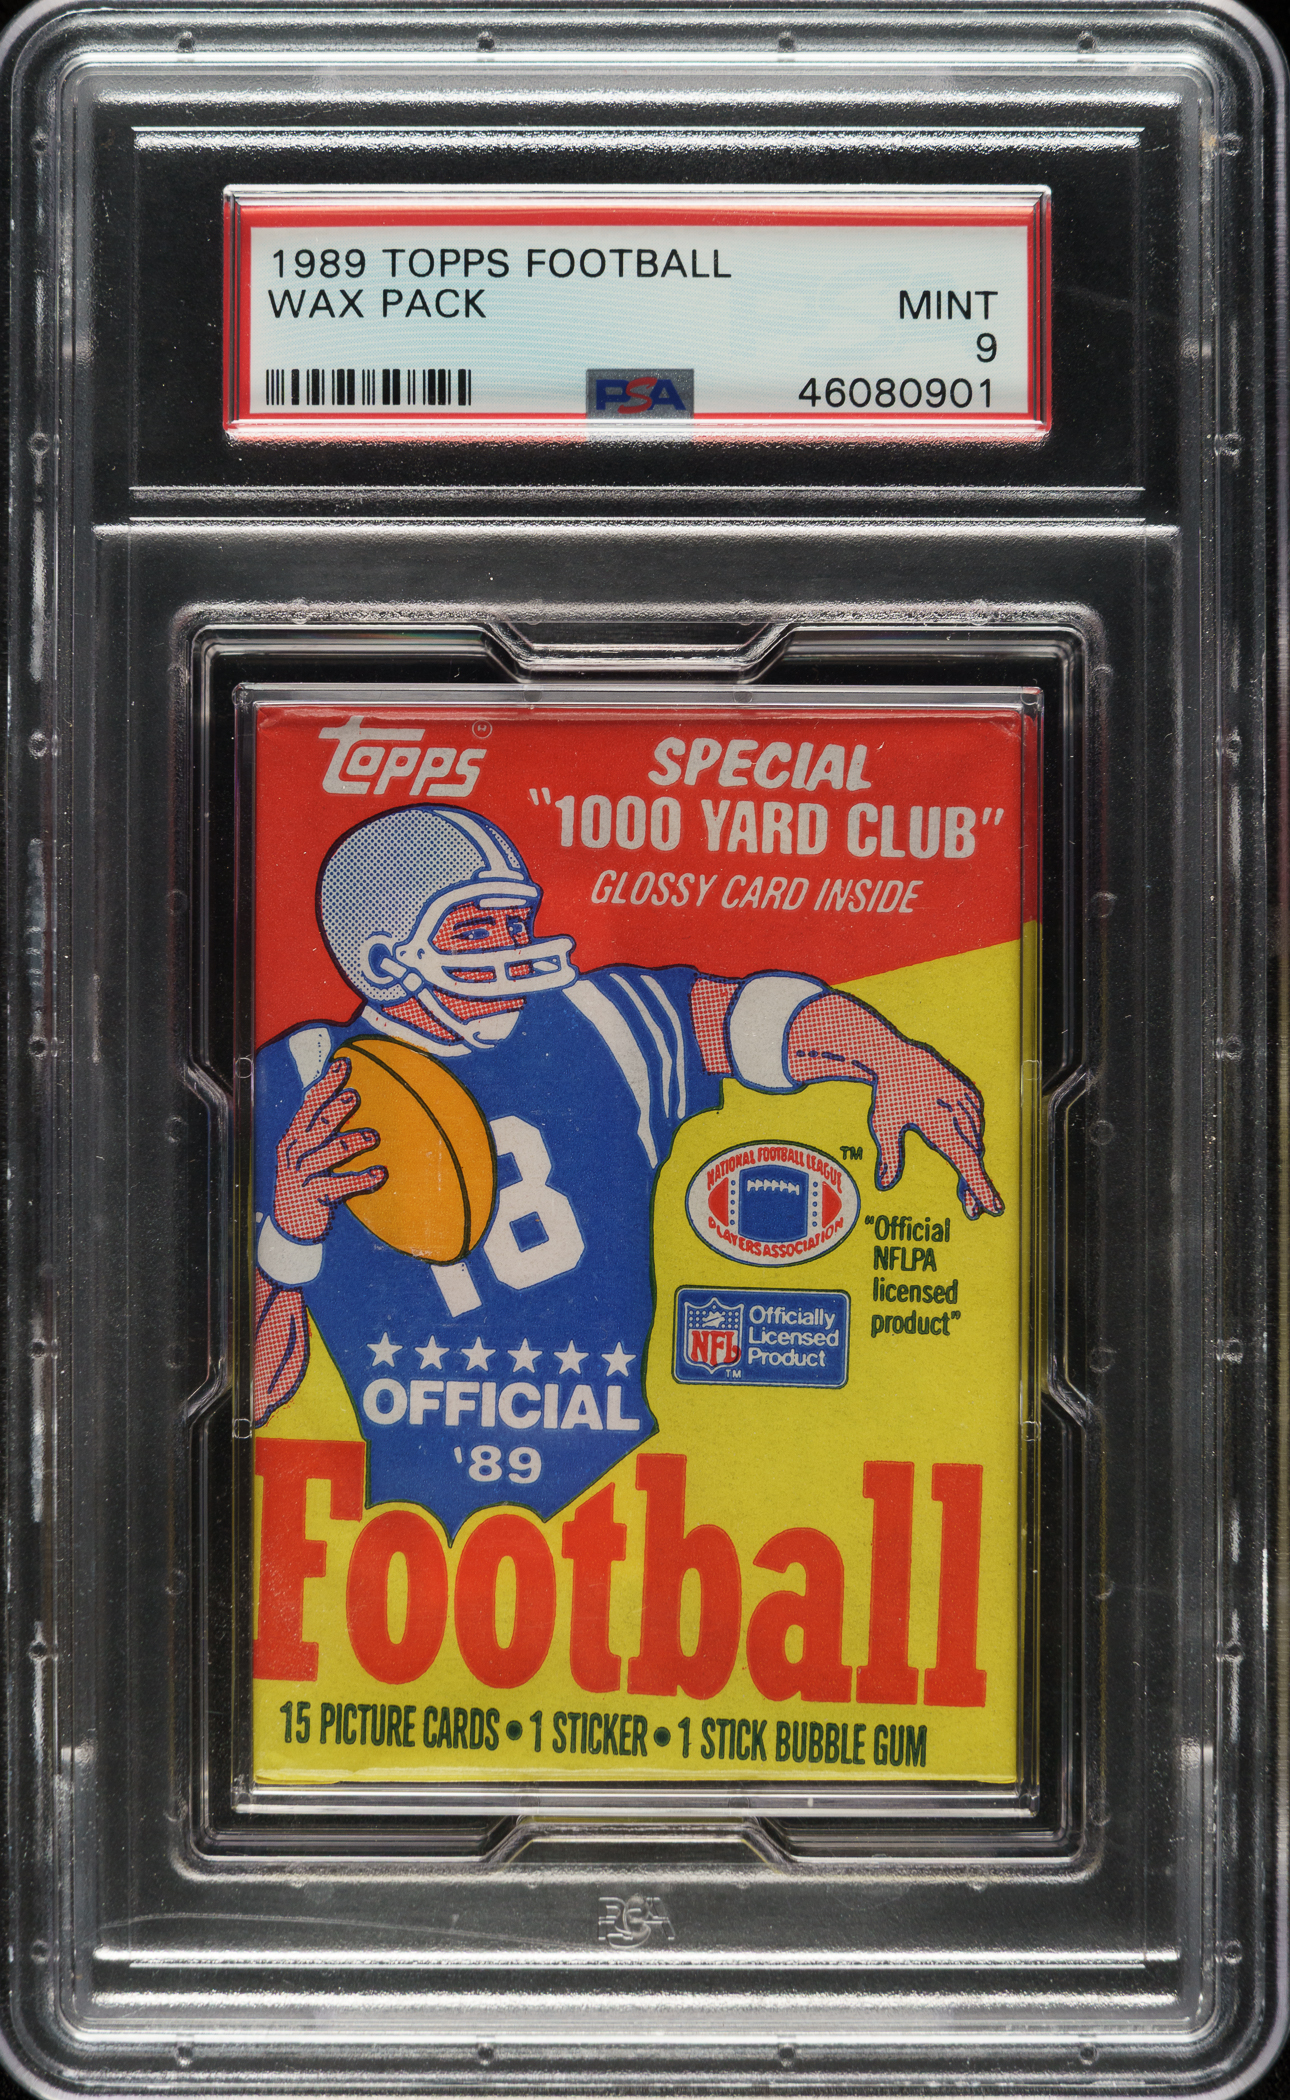 1989 TOPPS FOOTBALL
WAX PACK
MINT
9
PSA
46080901
topps ®
SPECIAL
"1000 YARD CLUB"
GLOSSY CARD INSIDE
18
NATIONAL FOOTBALL LEAGUE
PLAYERS ASSOCIATION
TM
"Official
NFLPA
licensed
product"
NFL
TM
Officially
Licensed
Product
★★★★★★
OFFICIAL
'89
Football
15 PICTURE CARDS • 1 STICKER • 1 STICK BUBBLE GUM
PSA